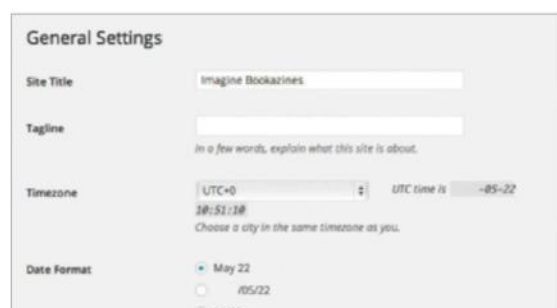 General Settings
Site Title Imagine Bookazines
Tagline
In a few words, explain what this site is about.
Timezone UTC+0 UTC time is -05-22
10:51:10
Choose a city in the same timezone as you.
Date Format May 22
/05/22